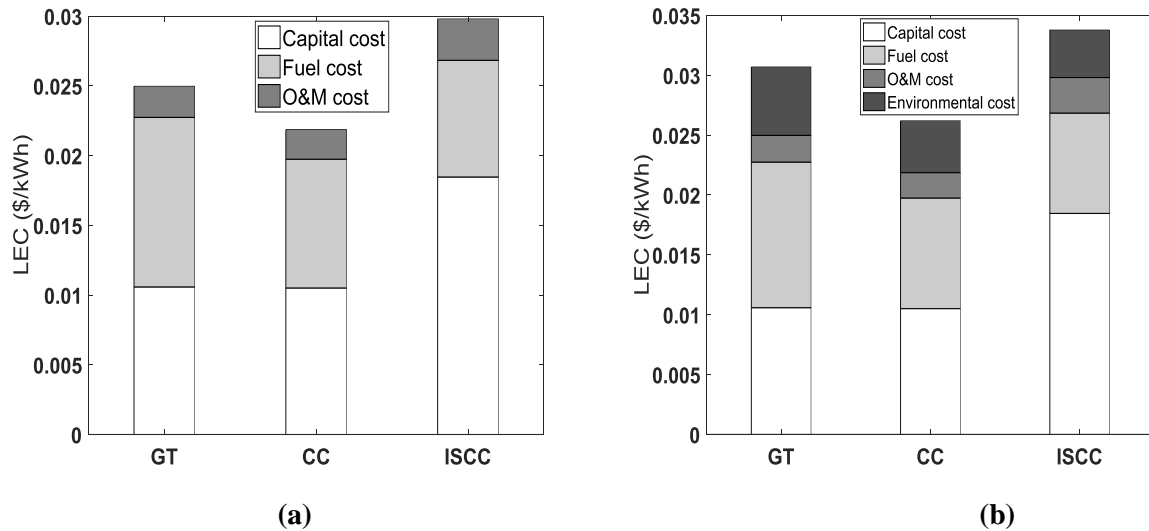 0.03
0.025
0.02
0.015
0.01
0.005
0
LEC ($/kWh)
Capital cost
Fuel cost
O&M cost
GT CC ISCC
(a)
0.035
0.03
0.025
0.02
0.015
0.01
0.005
0
LEC ($/kWh)
Capital cost
Fuel cost
O&M cost
Environmental cost
GT CC ISCC
(b)